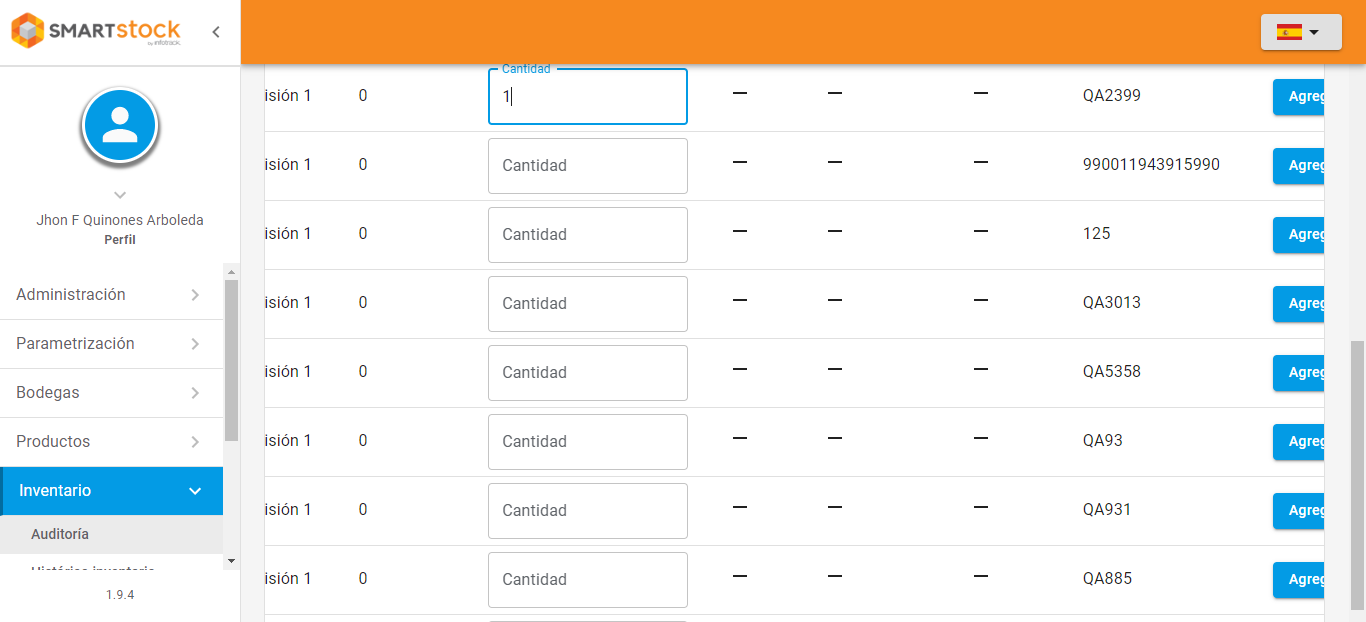 SMARTstock
by infotrack
Jhon F Quinones Arboleda
Perfil
Administración
Parametrización
Bodegas
Productos
Inventario
Auditoría
Histórico inventario
1.9.4
Cantidad
isión 1 0 1 — — — QA2399 Agreg
isión 1 0 Cantidad — — — 990011943915990 Agreg
isión 1 0 Cantidad — — — 125 Agreg
isión 1 0 Cantidad — — — QA3013 Agreg
isión 1 0 Cantidad — — — QA5358 Agreg
isión 1 0 Cantidad — — — QA93 Agreg
isión 1 0 Cantidad — — — QA931 Agreg
isión 1 0 Cantidad — — — QA885 Agreg